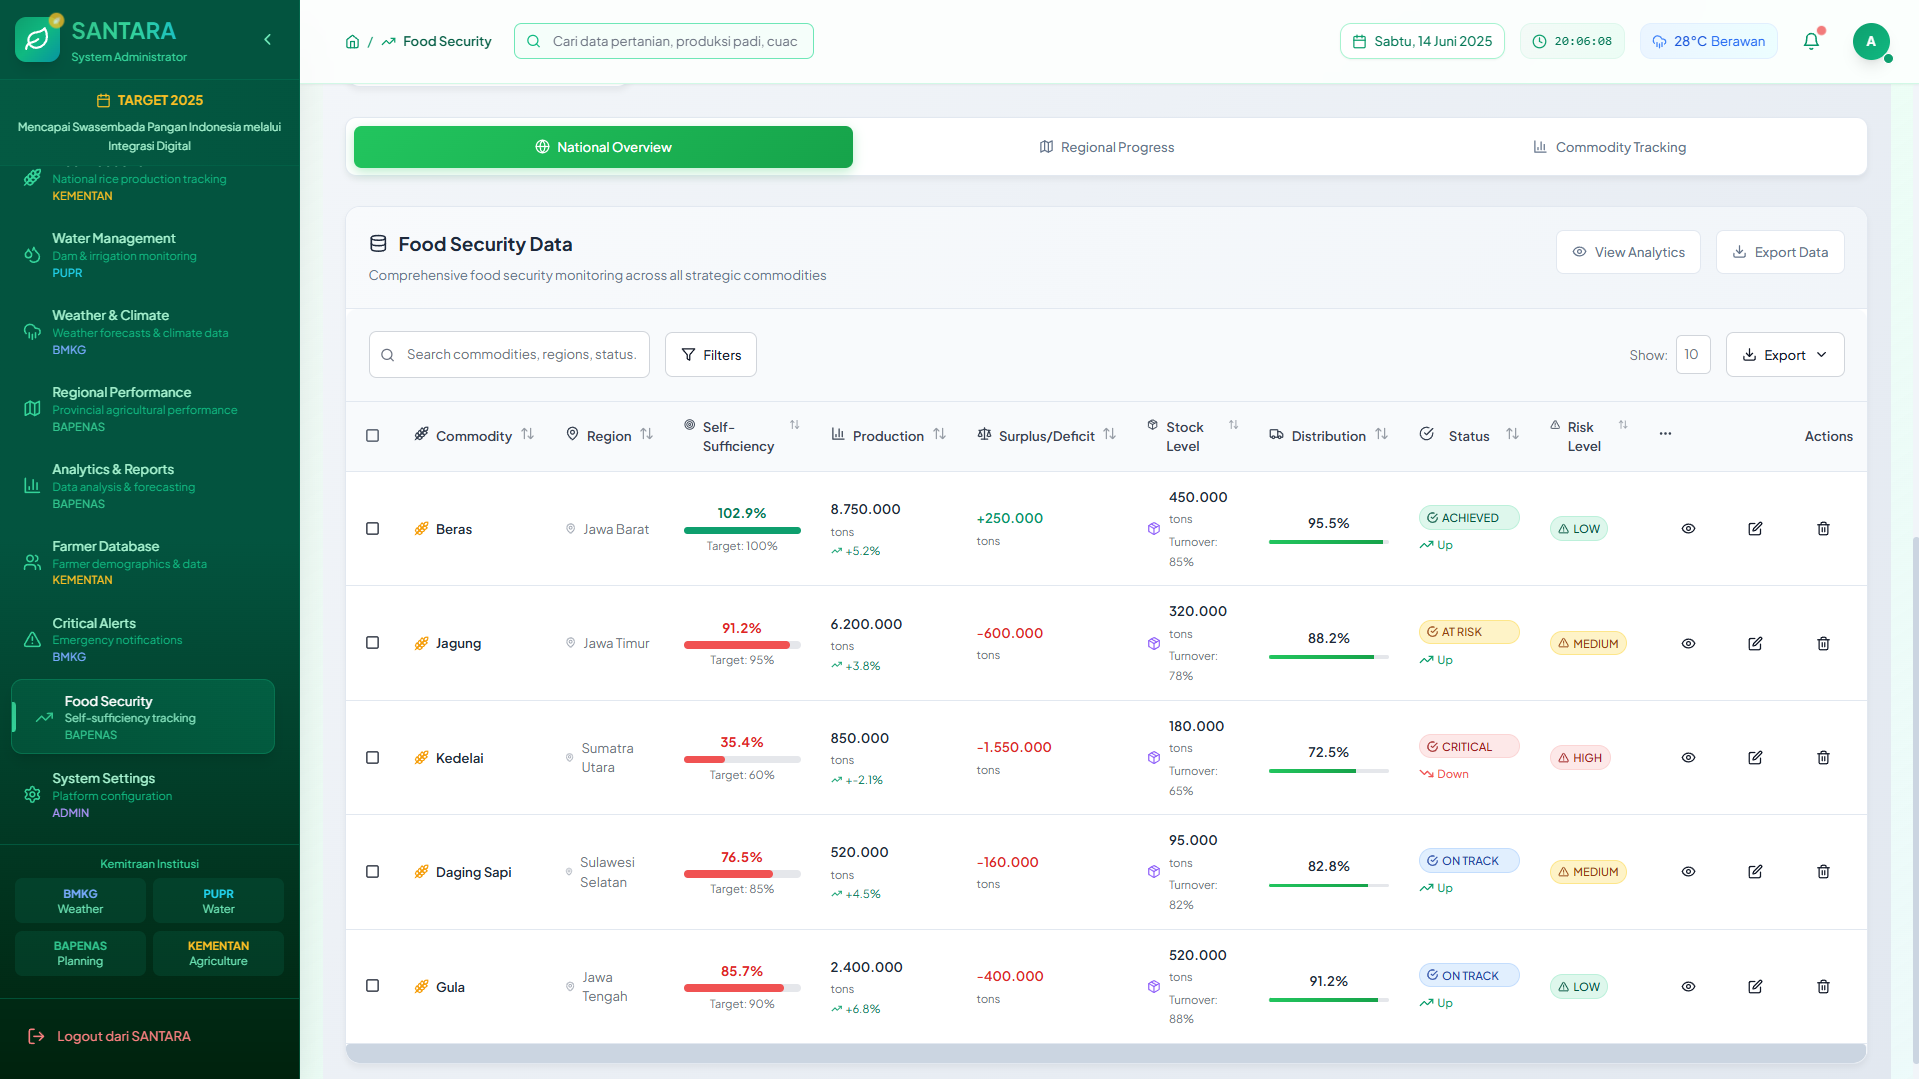 SANTARA
System Administrator
TARGET 2025
Mencapai Swasembada Pangan Indonesia melalui
Integrasi Digital
National rice production tracking
KEMENTAN
Water Management
Dam & irrigation monitoring
PUPR
Weather & Climate
Weather forecasts & climate data
BMKG
Regional Performance
Provincial agricultural performance
BAPENAS
Analytics & Reports
Data analysis & forecasting
BAPENAS
Farmer Database
Farmer demographics & data
KEMENTAN
Critical Alerts
Emergency notifications
BMKG
Food Security
Self-sufficiency tracking
BAPENAS
System Settings
Platform configuration
ADMIN
Kemitraan Institusi
BMKG
Weather
PUPR
Water
BAPENAS
Planning
KEMENTAN
Agriculture
Logout dari SANTARA
/ Food Security
Cari data pertanian, produksi padi, cuac
Sabtu, 14 Juni 2025
20:06:08
28°C Berawan
A
National Overview
Regional Progress
Commodity Tracking
Food Security Data
Comprehensive food security monitoring across all strategic commodities
View Analytics
Export Data
Search commodities, regions, status.
Filters
Show: 10
Export
Commodity
Region
Self-
Sufficiency
Production
Surplus/Deficit
Stock
Level
Distribution
Status
Risk
Level
Actions
Beras
Jawa Barat
102.9%
Target: 100%
8.750.000
tons
+5.2%
+250.000
tons
450.000
tons
Turnover:
85%
95.5%
ACHIEVED
Up
LOW
Jagung
Jawa Timur
91.2%
Target: 95%
6.200.000
tons
+3.8%
-600.000
tons
320.000
tons
Turnover:
78%
88.2%
AT RISK
Up
MEDIUM
Kedelai
Sumatra
Utara
35.4%
Target: 60%
850.000
tons
+-2.1%
-1.550.000
tons
180.000
tons
Turnover:
65%
72.5%
CRITICAL
Down
HIGH
Daging Sapi
Sulawesi
Selatan
76.5%
Target: 85%
520.000
tons
+4.5%
-160.000
tons
95.000
tons
Turnover:
82%
82.8%
ON TRACK
Up
MEDIUM
Gula
Jawa
Tengah
85.7%
Target: 90%
2.400.000
tons
+6.8%
-400.000
tons
520.000
tons
Turnover:
88%
91.2%
ON TRACK
Up
LOW